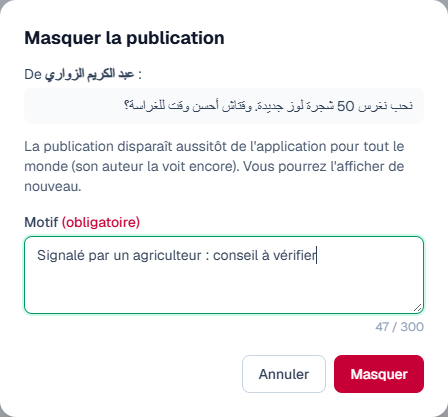 Masquer la publication
De عبد الكريم الزواري :
نحب نغرس 50 شجرة لوز جديدة. وقتاش أحسن وقت للغراسة؟
La publication disparaît aussitôt de l'application pour tout le
monde (son auteur la voit encore). Vous pourrez l'afficher de
nouveau.
Motif (obligatoire)
Signalé par un agriculteur : conseil à vérifier
47 / 300
Annuler
Masquer